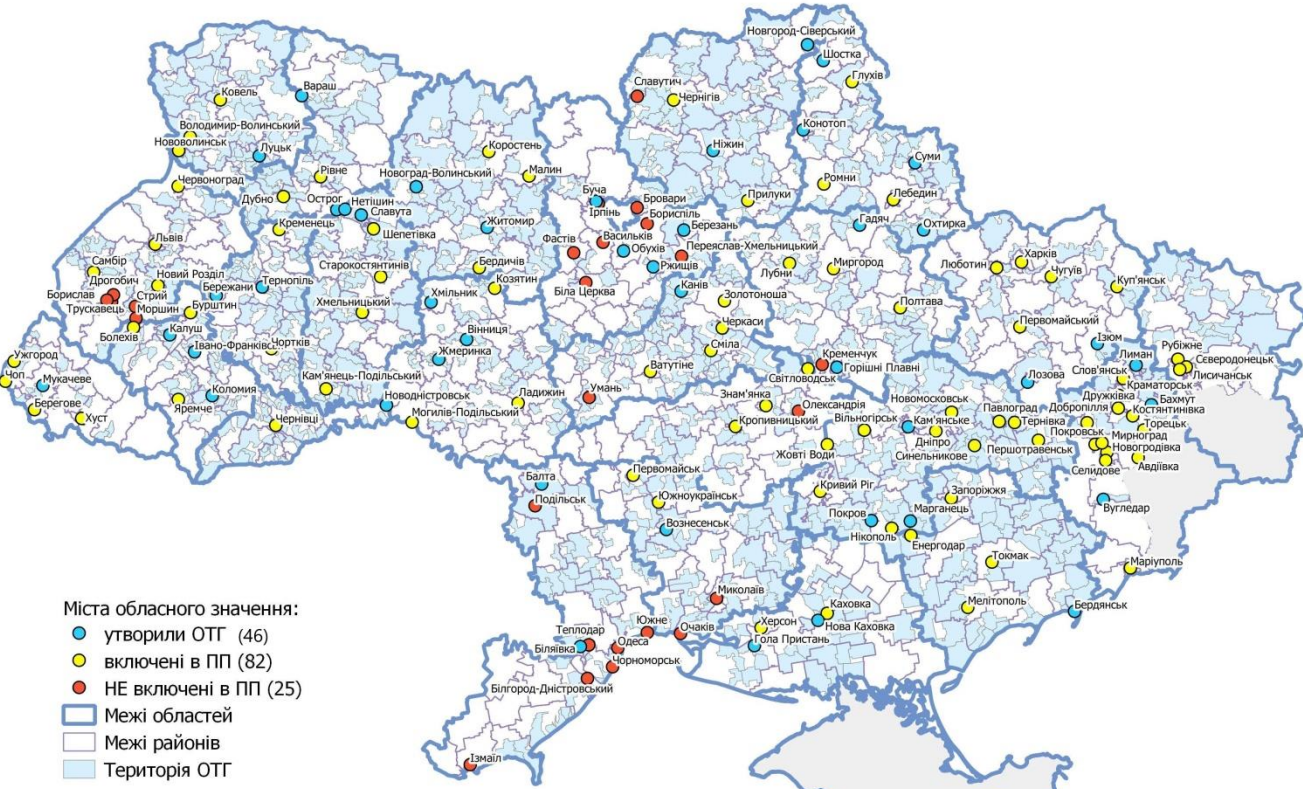 Новгород-Сіверський
Шостка
Глухів
Славутич
Чернігів
Конотоп
Ковель
Вараш
Володимир-Волинський
Нововолинськ
Луцьк
Ніжин
Суми
Коростень
Малин
Рівне
Новоград-Волинський
Ромни
Лебедин
Червоноград
Дубно
Острог
Нетішин
Славута
Буча
Ірпінь
Бровари
Бориспіль
Прилуки
Гадяч
Охтирка
Кременець
Шепетівка
Житомир
Васильків
Березань
Фастів
Обухів
Переяслав-Хмельницький
Львів
Самбір
Дрогобич
Новий Розділ
Старокостянтинів
Бердичів
Козятин
Ржищів
Лубни
Миргород
Люботин
Харків
Чугуїв
Куп'янськ
Борислав
Стрий
Бережани
Тернопіль
Біла Церква
Канів
Золотоноша
Трускавець
Моршин
Бурштин
Хмельницький
Хмільник
Черкаси
Полтава
Болехів
Калуш
Вінниця
Сміла
Первомайський
Івано-Франківс
Чортків
Жмеринка
Ізюм
Рубіжне
Ужгород
Ватутіне
Кременчук
Лиман
Сєвєродонецьк
Чоп
Мукачеве
Кам'янець-Подільський
Горішні Плавні
Лозова
Слов'янськ
Лисичанськ
Світловодськ
Краматорськ
Берегове
Коломия
Новодністровськ
Ладижин
Умань
Знам'янка
Новомосковськ
Дружківка
Бахмут
Хуст
Яремче
Могилів-Подільський
Олександрія
Павлоград
Добропілля
Костянтинівка
Чернівці
Кропивницький
Вільногірськ
Кам'янське
Тернівка
Торецьк
Дніпро
Покровськ
Мирноград
Жовті Води
Синельникове
Першотравенськ
Новогродівка
Селидове
Авдіївка
Балта
Первомайськ
Подільськ
Южноукраїнськ
Кривий Ріг
Запоріжжя
Вознесенськ
Покров
Марганець
Вугледар
Нікополь
Енергодар
Токмак
Маріуполь
Миколаїв
Каховка
Мелітополь
Бердянськ
Теплодар
Южне
Очаків
Херсон
Нова Каховка
Біляївка
Одеса
Гола Пристань
Чорноморськ
Білгород-Дністровський
Ізмаїл
Міста обласного значення:
утворили ОТГ (46)
включені в ПП (82)
НЕ включені в ПП (25)
Межі областей
Межі районів
Територія ОТГ